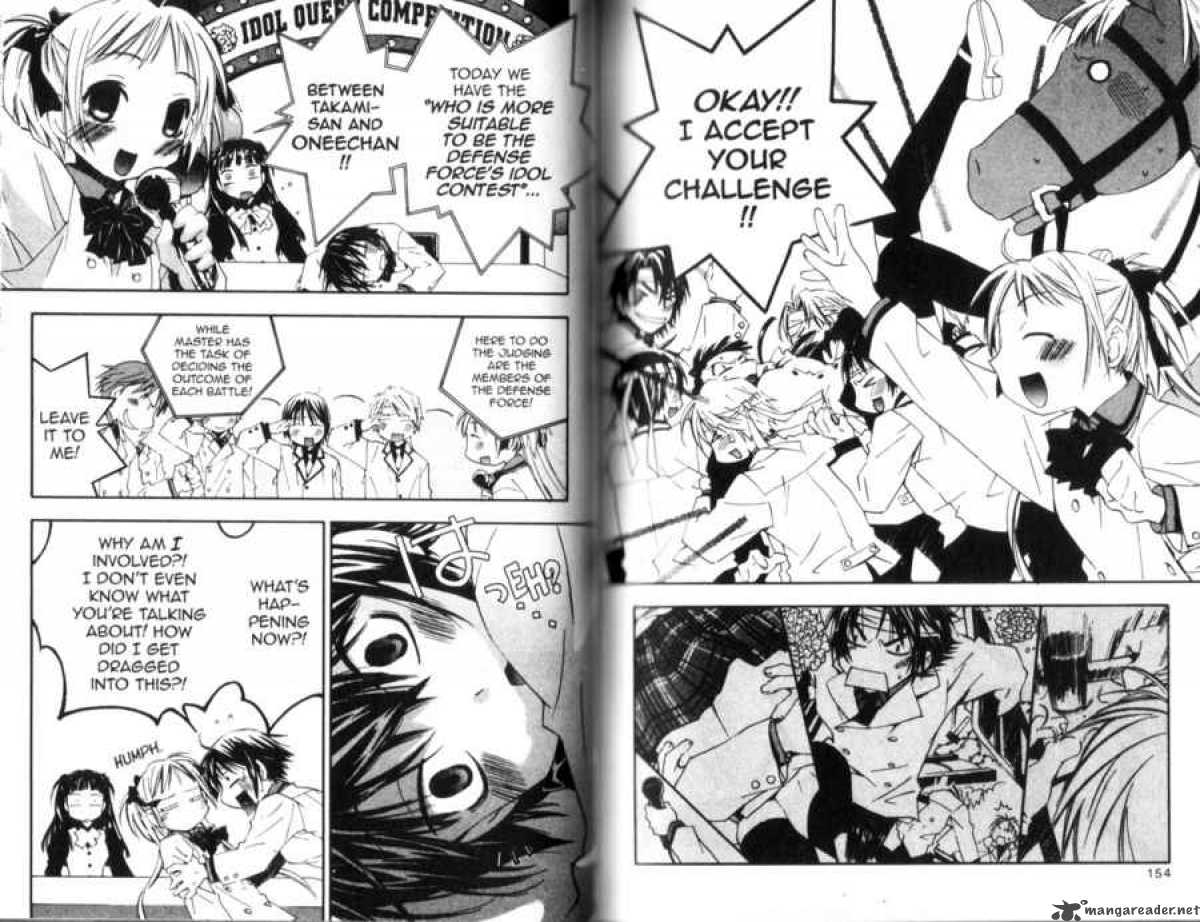 OKAY!!
I ACCEPT
YOUR
CHALLENGE
!!
154
IDOL QUEEN COMPETITION
TODAY WE
HAVE THE
"WHO IS MORE
SUITABLE
TO BE THE
DEFENSE
FORCE'S IDOL
CONTEST"...
BETWEEN
TAKAMI-
SAN AND
ONEECHAN
!!
HERE TO DO
THE JUDGING
ARE THE
MEMBERS OF
THE DEFENSE
FORCE!
WHILE
MASTER HAS
THE TASK OF
DECIDING THE
OUTCOME OF
EACH BATTLE!
LEAVE
IT TO
ME!
はっ
EH?
...
WHAT'S
HAP-
PENING
NOW?!
WHY AM I
INVOLVED?!
I DON'T EVEN
KNOW WHAT
YOU'RE TALKING
ABOUT! HOW
DID I GET
DRAGGED
INTO THIS?!
HUMPH.
mangareader.net